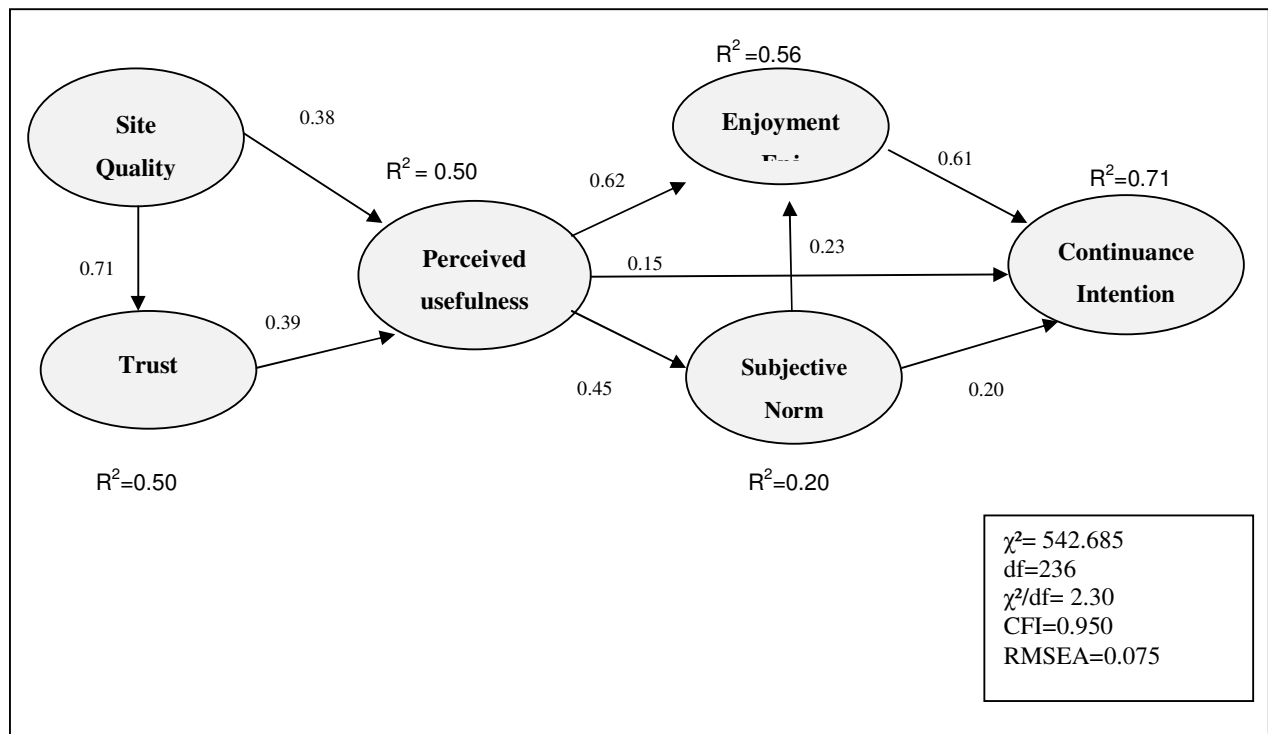 R²=0.56
Site
Quality
0.38
Enjoyment
0.61
R² = 0.50
0.62
R²=0.71
0.71
Perceived
usefulness
0.15
0.23
Continuance
Intention
Trust
0.39
0.45
Subjective
Norm
0.20
R²=0.50
R²=0.20
χ²= 542.685
df=236
χ²/df= 2.30
CFI=0.950
RMSEA=0.075